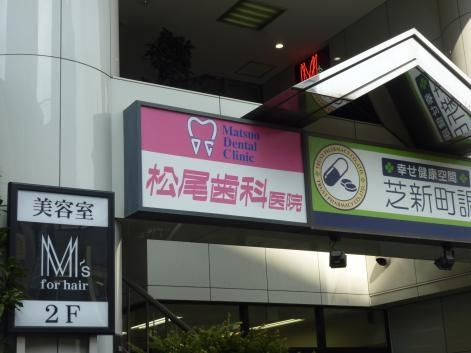 M's
Matsuo
Dental
Clinic
松尾歯科医院
美容室
M's
for hair
2F
幸せ健康空間
芝新町調